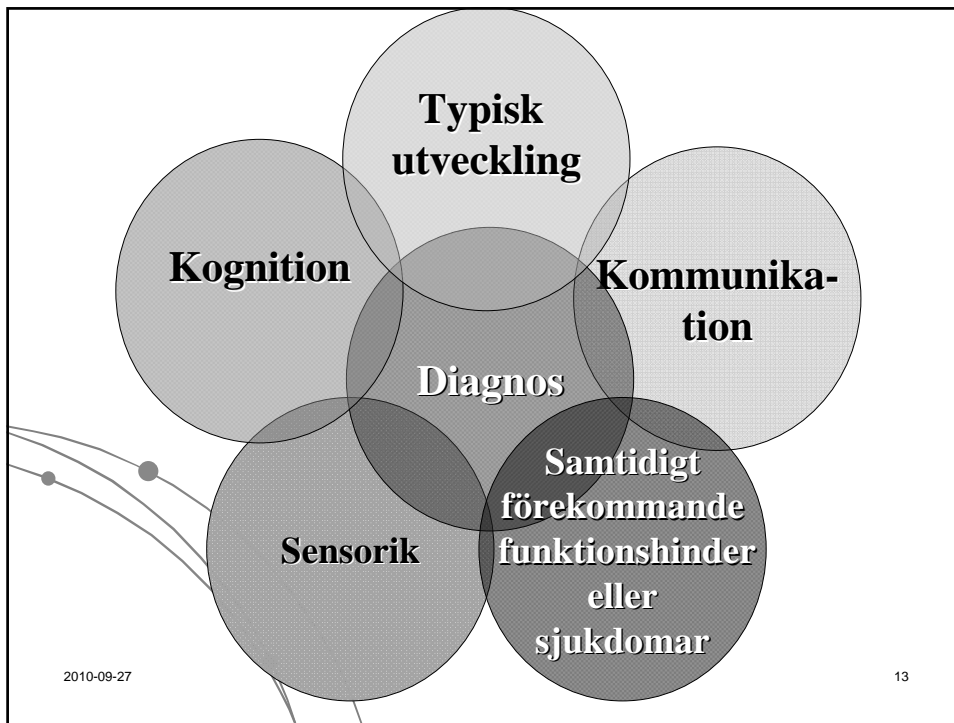 Typisk
utveckling
Kognition
Kommunika-
tion
Diagnos
Samtidigt
förekommande
funktionshinder
eller
sjukdomar
Sensorik
2010-09-27
13